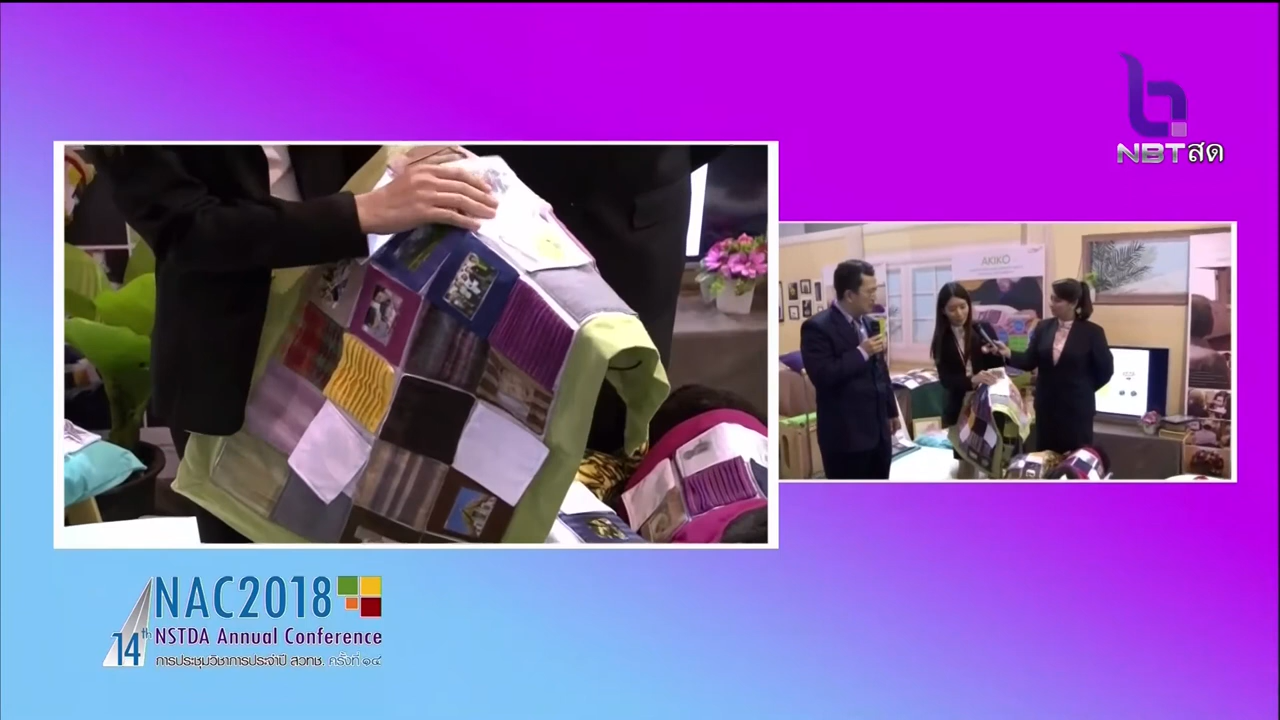 NBTสด
AKIKO
NAC2018
14th NSTDA Annual Conference
การประชุมวิชาการประจำปี สวทช. ครั้งที่ ๑๔